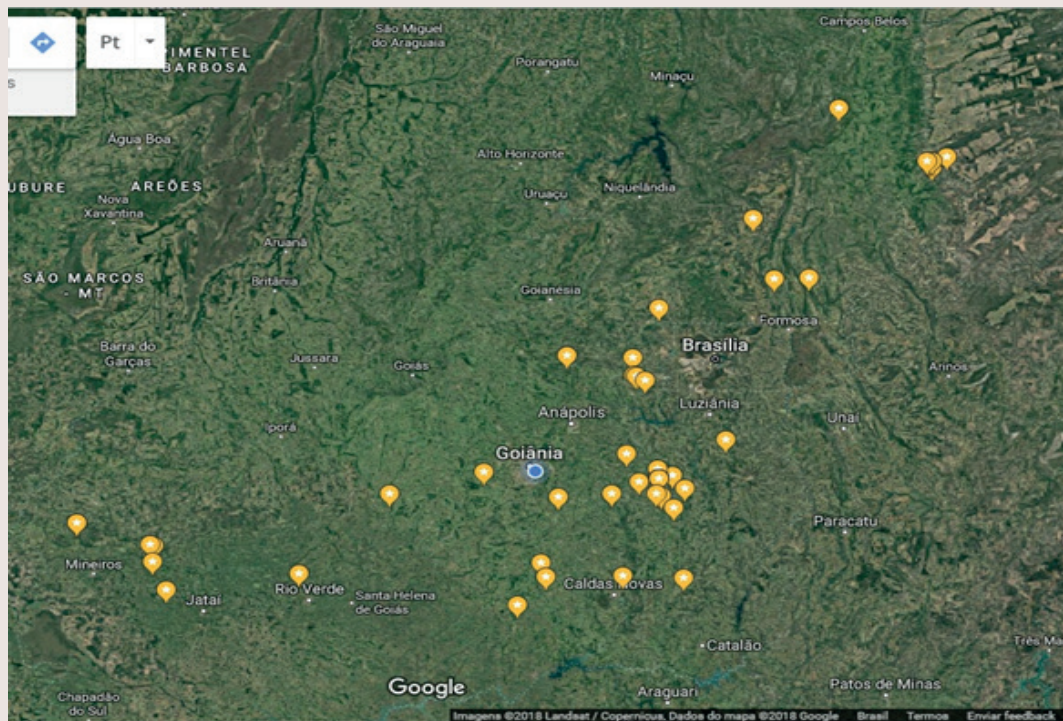 Pt
s
PIMENTEL
BARBOSA
São Miguel
do Araguaia
Campos Belos
Porangatu
Minaçu
Água Boa
Alto Horizonte
UBURE
AREÕES
Nova
Xavantina
Uruaçu
Niquelândia
Aruanã
SÃO MARCOS
- MT
Britânia
Goianésia
Formosa
Barra do
Garças
Jussara
Goiás
Brasília
Arinos
Anápolis
Luziânia
Unaí
Iporá
Goiânia
Paracatu
Mineiros
Jataí
Rio Verde
Santa Helena
de Goiás
Caldas Novas
Catalão
Três Ma
Chapadão
do Sul
Google
Araguari
Patos de Minas
Imagens ©2018 Landsat / Copernicus, Dados do mapa ©2018 Google Brasil Termos Enviar feedback